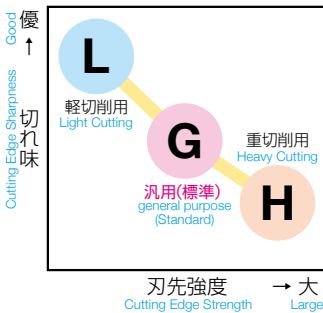 優
↑
Good
切れ味
Cutting Edge Sharpness
L
軽切削用
Light Cutting
G
汎用(標準)
general purpose
(Standard)
重切削用
Heavy Cutting
H
刃先強度 → 大
Cutting Edge Strength Large